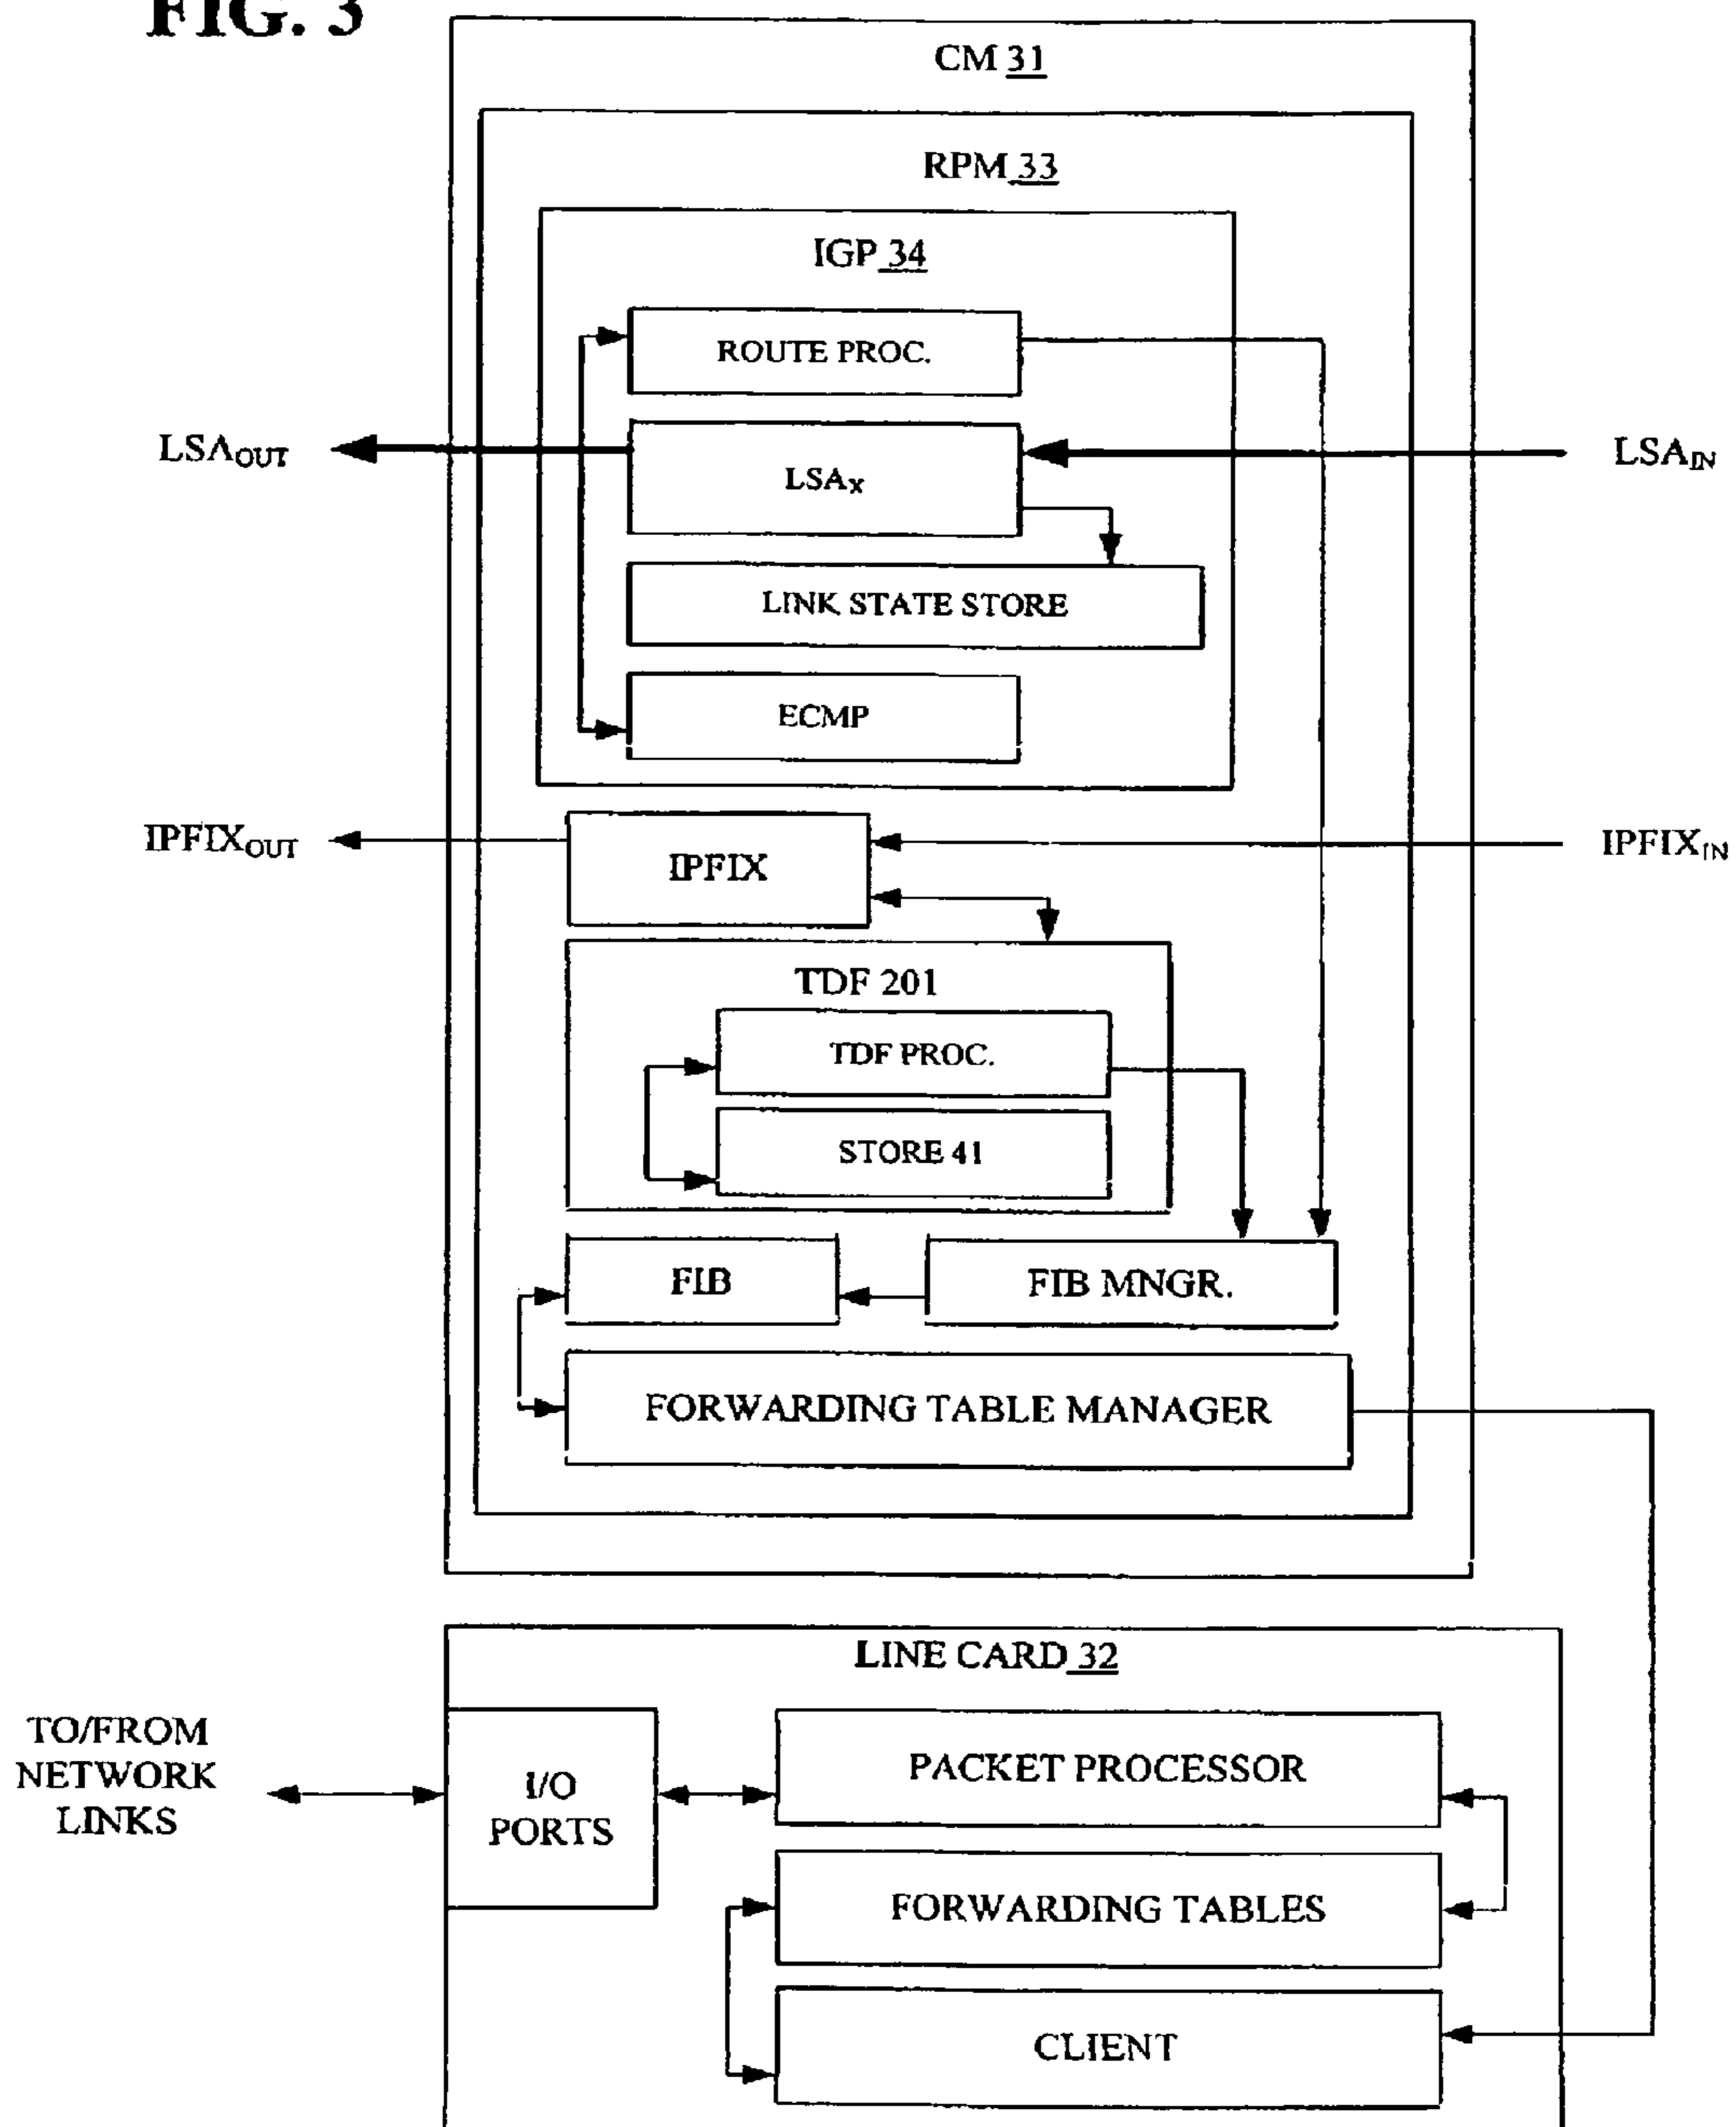 FIG. 3
CM 31
RPM 33
IGP 34
ROUTE PROC.
LSAOUT
LSAX
LSAIN
LINK STATE STORE
ECMP
IPFIXOUT
IPFIX
IPFIXIN
TDF 201
TDF PROC.
STORE 41
FIB
FIB MNGR.
FORWARDING TABLE MANAGER
LINE CARD 32
TO/FROM
NETWORK
LINKS
I/O
PORTS
PACKET PROCESSOR
FORWARDING TABLES
CLIENT